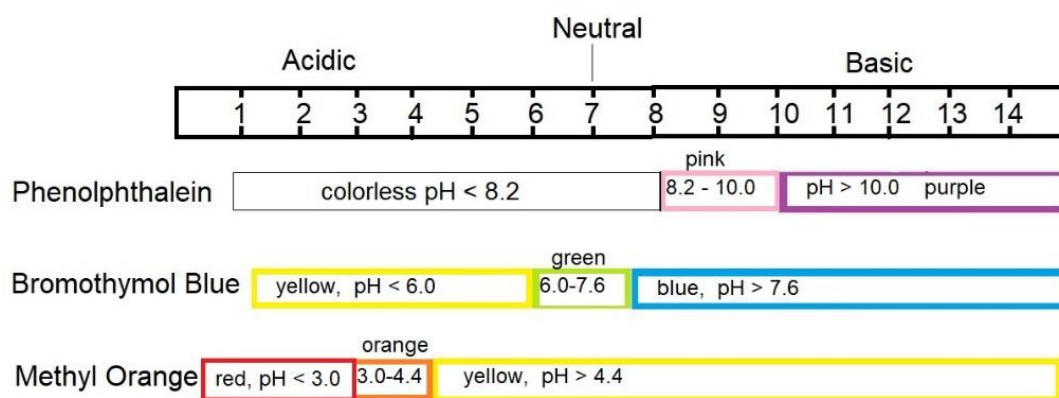 Neutral
Acidic
Basic
1 2 3 4 5 6 7 8 9 10 11 12 13 14
pink
Phenolphthalein colorless pH < 8.2 8.2 - 10.0 pH > 10.0 purple
green
Bromothymol Blue yellow, pH < 6.0 6.0-7.6 blue, pH > 7.6
orange
Methyl Orange red, pH < 3.0 3.0-4.4 yellow, pH > 4.4